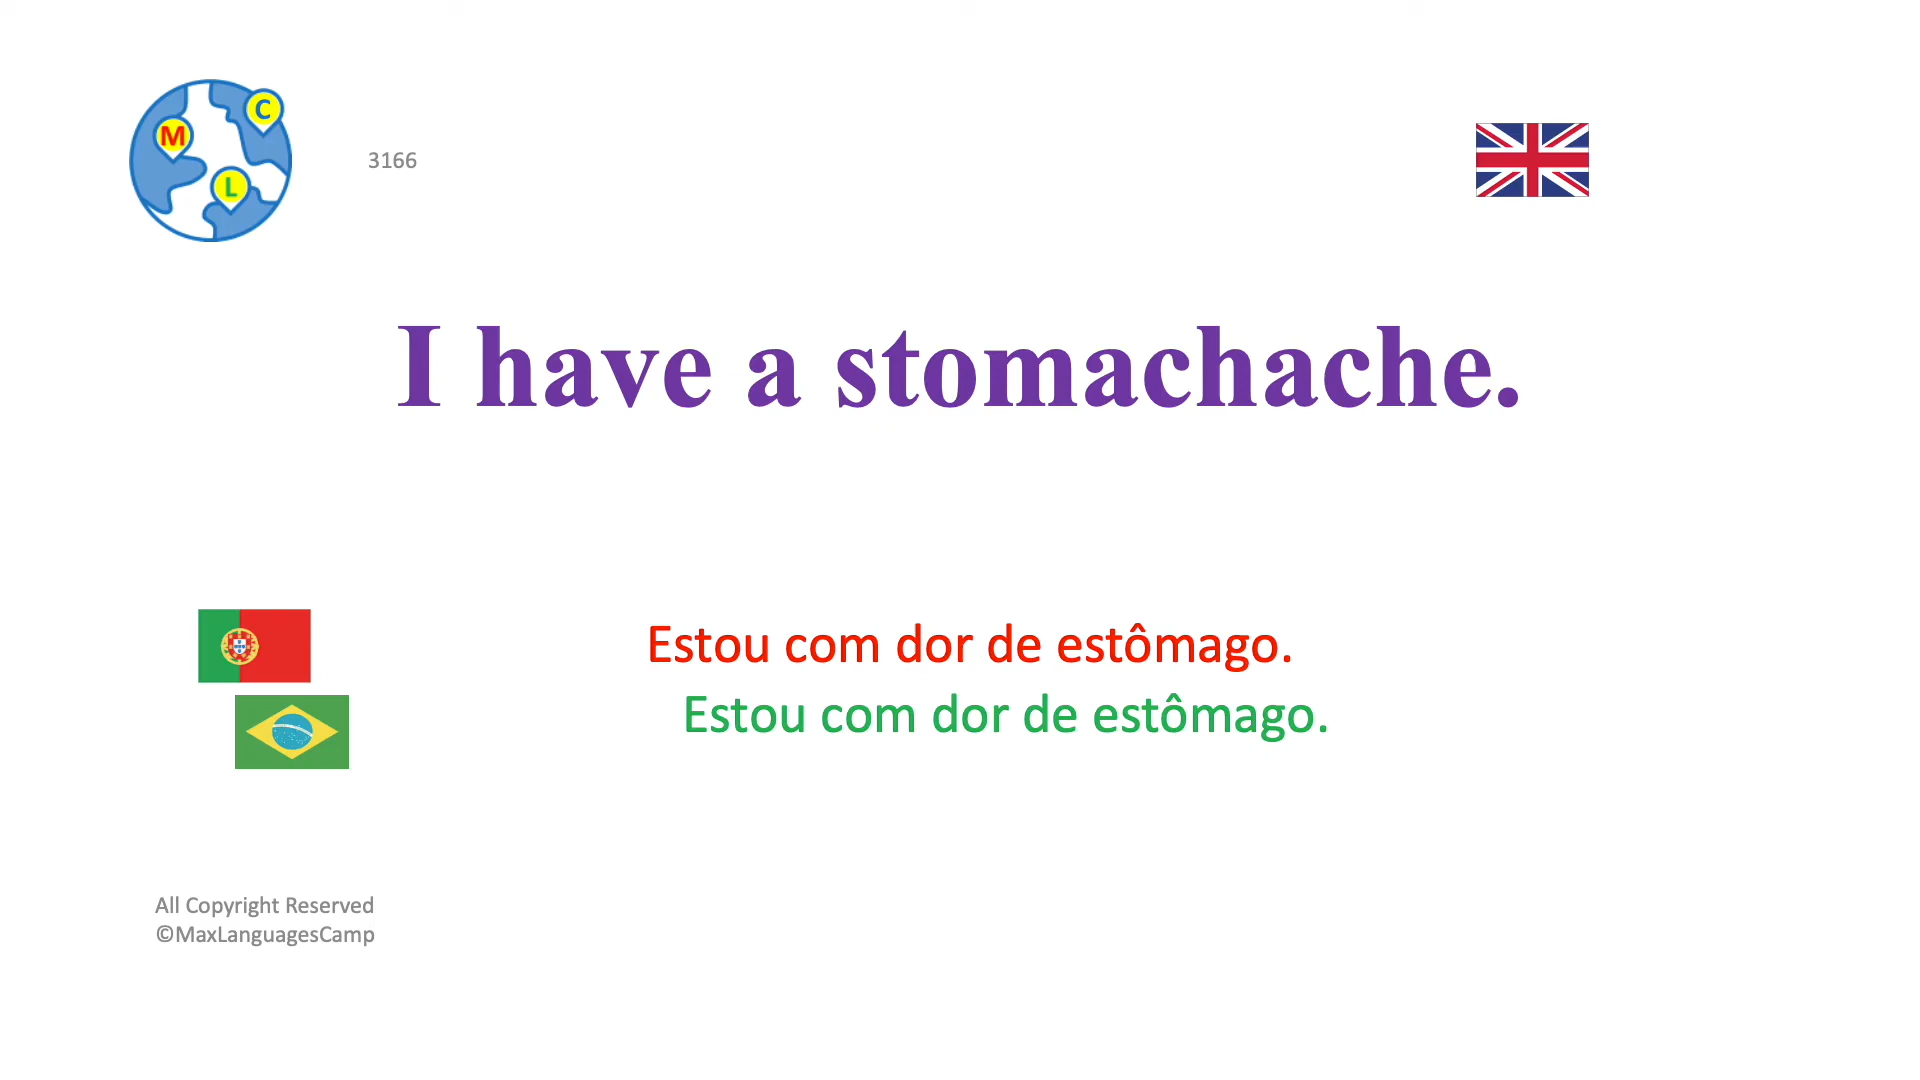 C
M
L
3166
I have a stomachache.
Estou com dor de estômago.
Estou com dor de estômago.
All Copyright Reserved
©MaxLanguagesCamp